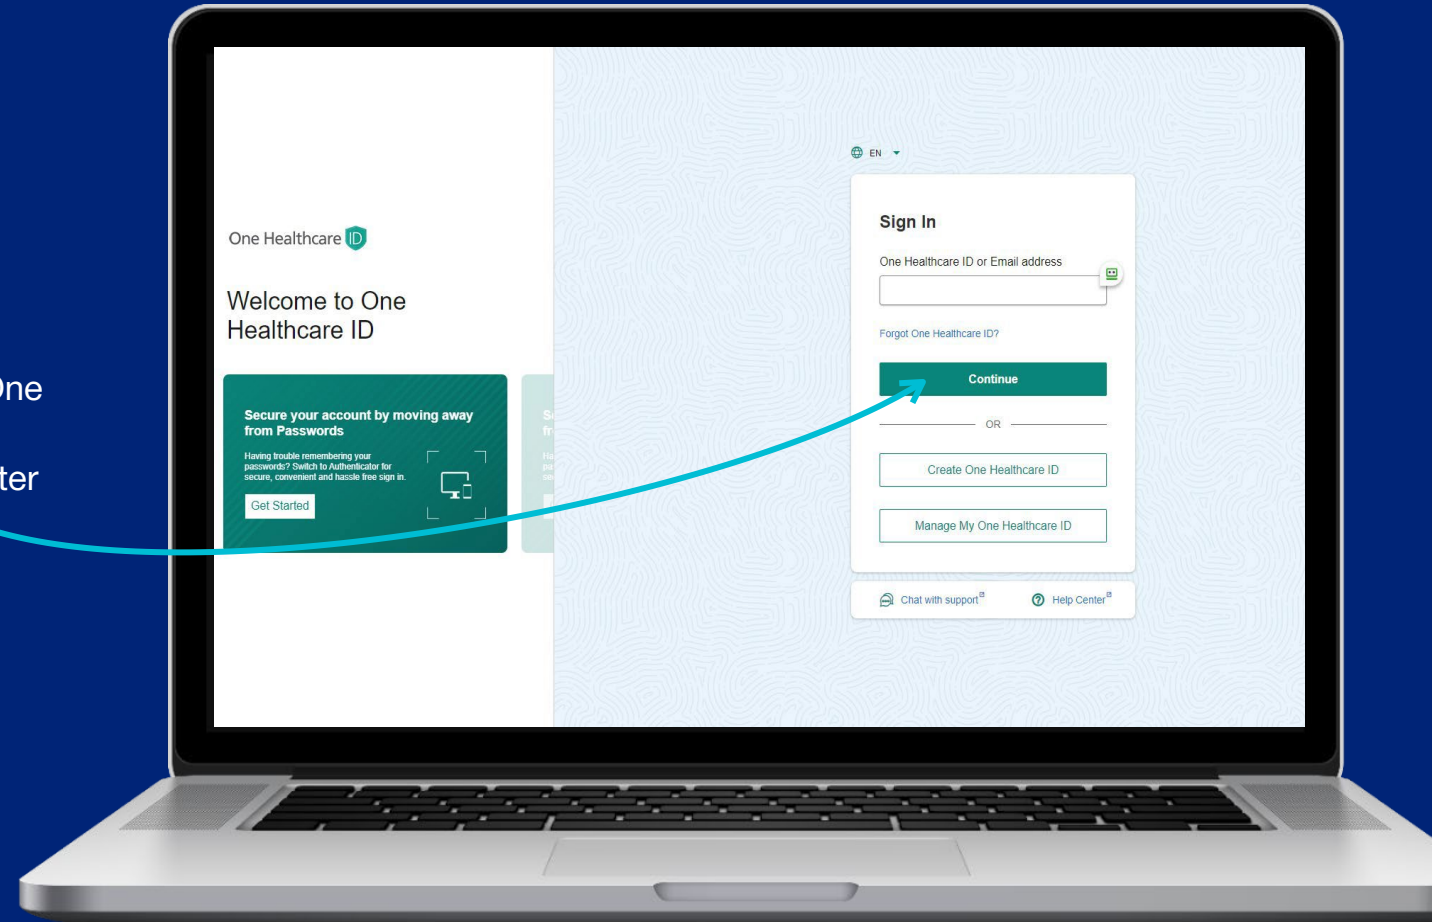 One
ter
One Healthcare ID
Welcome to One
Healthcare ID
Secure your account by moving away
from Passwords
Having trouble remembering your
passwords? Switch to Authenticator for
secure, convenient and hassle free sign in.
Get Started
EN
Sign In
One Healthcare ID or Email address
Forgot One Healthcare ID?
Continue
OR
Create One Healthcare ID
Manage My One Healthcare ID
Chat with support
Help Center